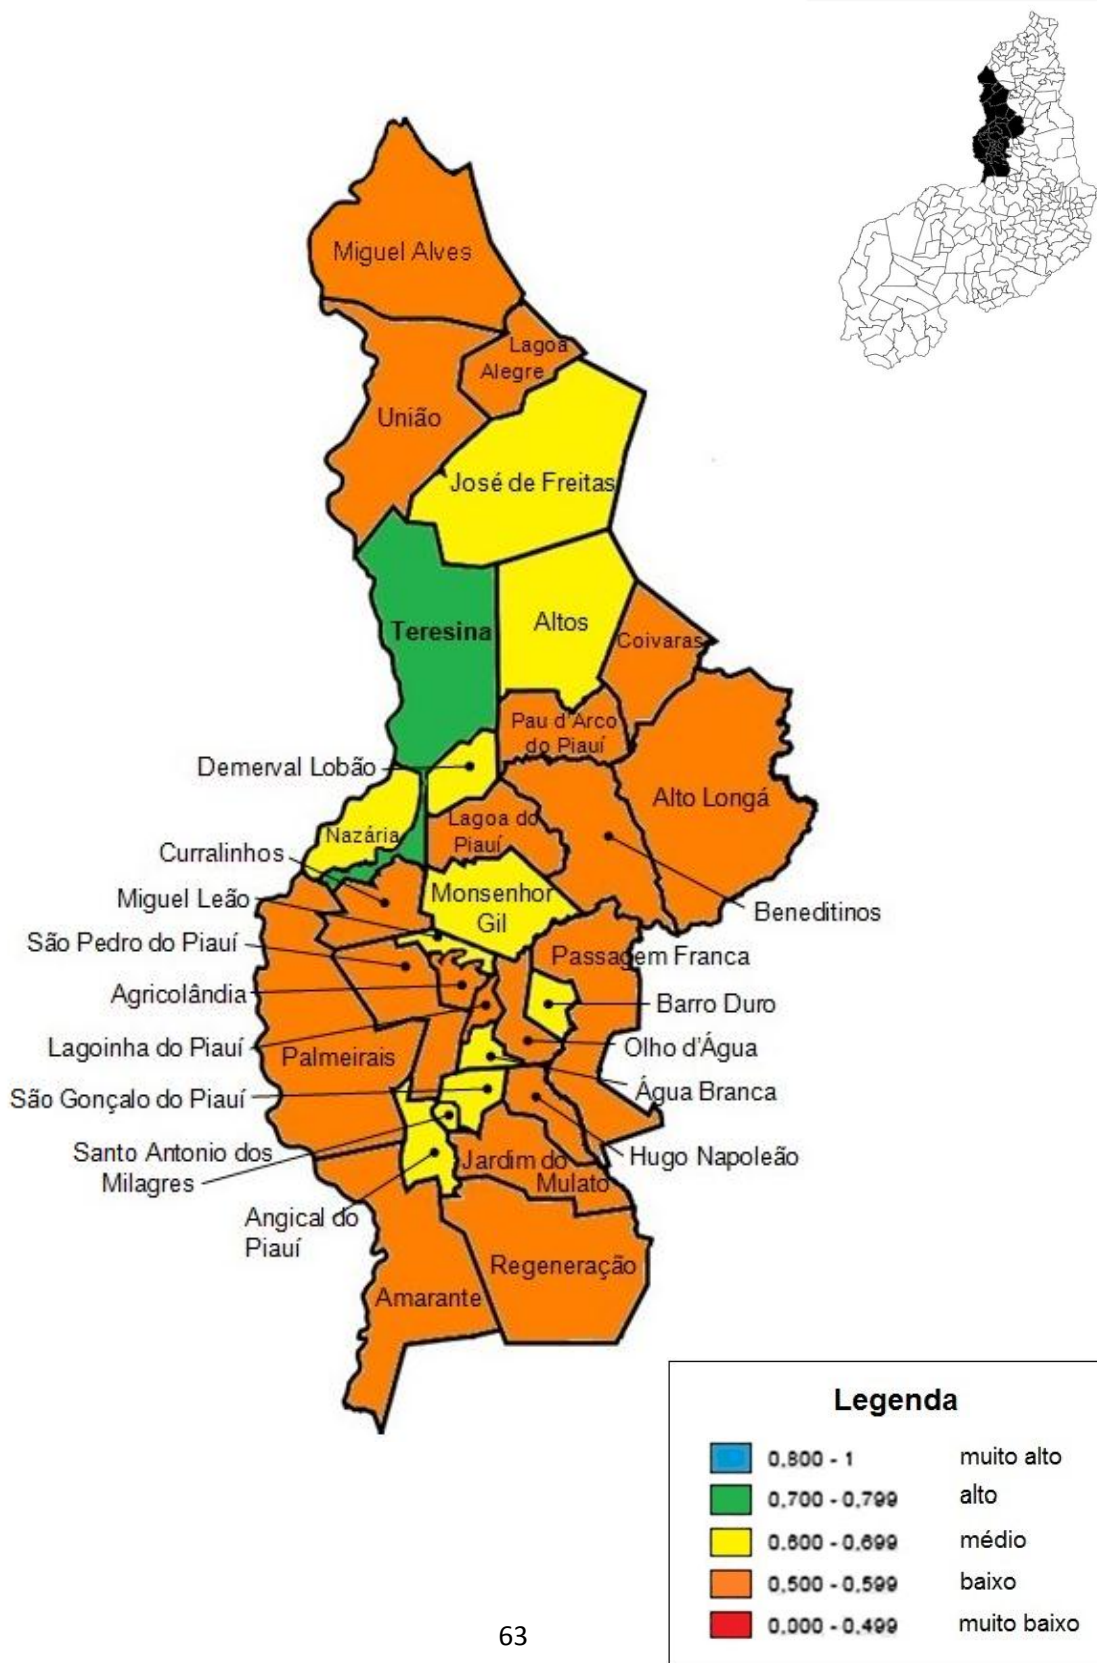 Miguel Alves
Lagoa
Alegre
União
José de Freitas
Teresina
Altos
Coivaras
Pau d'Arco
do Piauí
Demerval Lobão
Alto Longá
Lagoa do
Piauí
Nazária
Curralinhos
Miguel Leão
Monsenhor
Gil
Beneditinos
São Pedro do Piauí
Passagem Franca
Agricolândia
Barro Duro
Lagoinha do Piauí
Palmeirais
Olho d'Água
São Gonçalo do Piauí
Água Branca
Santo Antonio dos
Milagres
Hugo Napoleão
Jardim do
Mulato
Angical do
Piauí
Regeneração
Amarante
Legenda
0,800 - 1 muito alto
0,700 - 0,799 alto
0,600 - 0,699 médio
0,500 - 0,599 baixo
0,000 - 0,499 muito baixo
63